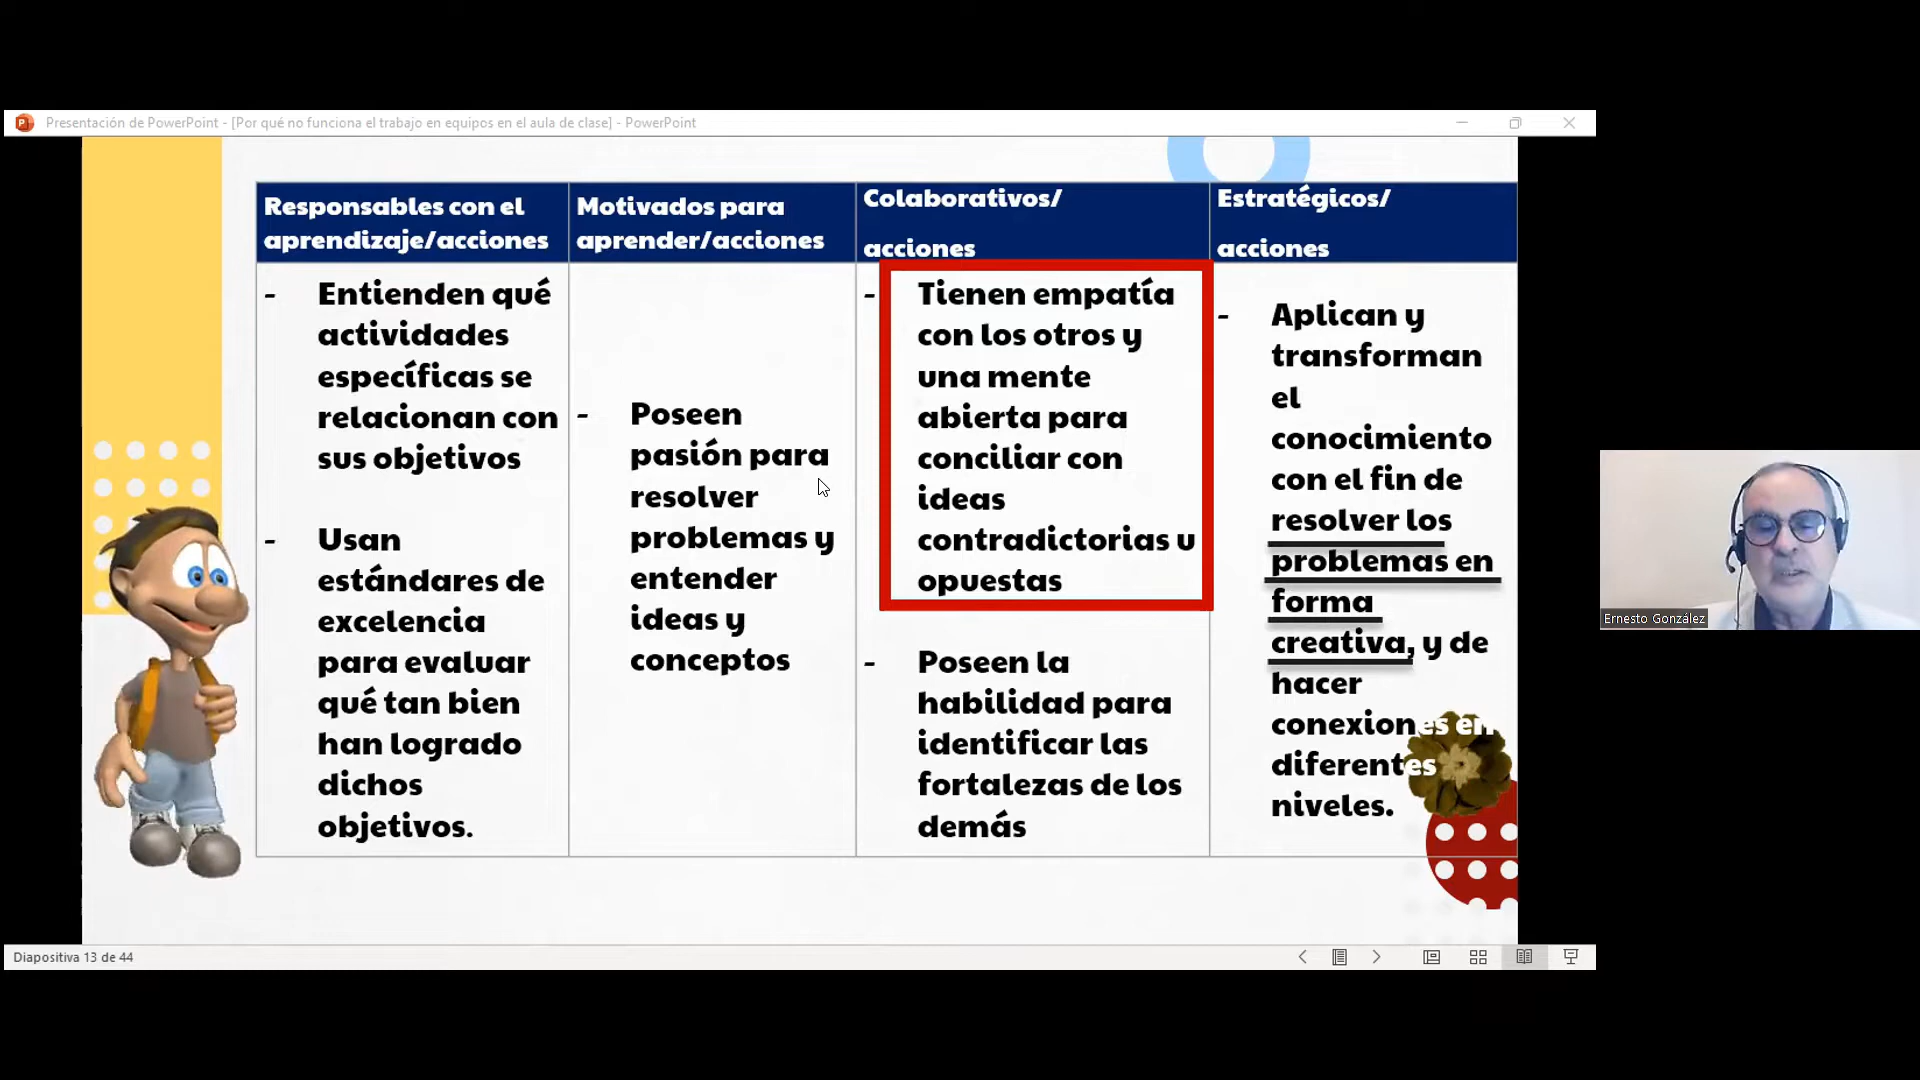 Presentación de PowerPoint - [Por qué no funciona el trabajo en equipos en el aula de clase] - PowerPoint
Responsables con el
aprendizaje/acciones
Motivados para
aprender/acciones
Colaborativos/
acciones
Estratégicos/
acciones
- Entienden qué
actividades
específicas se
relacionan con
sus objetivos
- Usan
estándares de
excelencia
para evaluar
qué tan bien
han logrado
dichos
objetivos.
- Poseen
pasión para
resolver
problemas y
entender
ideas y
conceptos
- Tienen empatía
con los otros y
una mente
abierta para
conciliar con
ideas
contradictorias u
opuestas
- Poseen la
habilidad para
identificar las
fortalezas de los
demás
- Aplican y
transforman
el
conocimiento
con el fin de
resolver los
problemas en
forma
creativa, y de
hacer
conexiones en
diferentes
niveles.
Ernesto González
Diapositiva 13 de 44